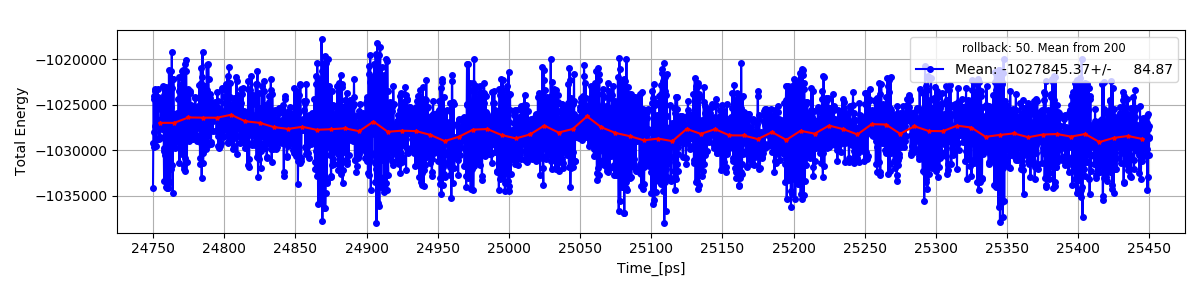 rollback: 50. Mean from 200
Mean: -1027845.37+/- 84.87
Total Energy
−1020000
−1025000
−1030000
−1035000
24750 24800 24850 24900 24950 25000 25050 25100 25150 25200 25250 25300 25350 25400 25450
Time_[ps]